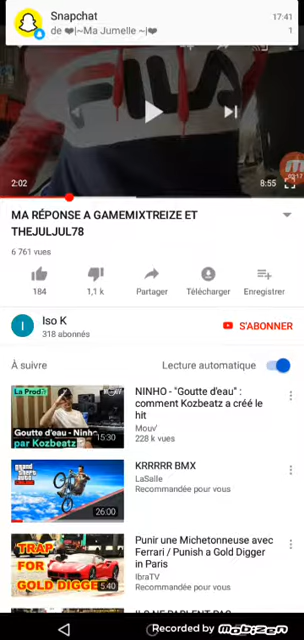 Snapchat
17:41
de ❤|~Ma Jumelle ~|❤
1
FILA
2:02
8:55
MA RÉPONSE A GAMEMIXTREIZE ET
THEJULJUL78
6 761 vues
184
1,1 k
Partager
Télécharger
Enregistrer
I
Iso K
318 abonnés
S'ABONNER
À suivre
Lecture automatique
La Prod?!
Goutte d'eau - Ninho
par Kozbeatz
15:30
NINHO - "Goutte d'eau" :
comment Kozbeatz a créé le
hit
Mouv'
228 k vues
26:00
KRRRRR BMX
LaSalle
Recommandée pour vous
TRAP
FOR
GOLD DIGGE
5:40
Punir une Michetonneuse avec
Ferrari / Punish a Gold Digger
in Paris
IbraTV
Recommandée pour vous
ILS NE PARLENT PAS
Recorded by mobizen